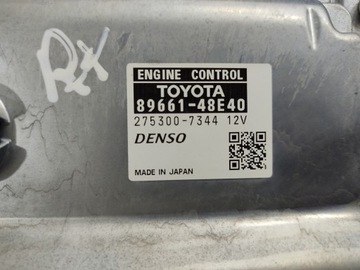 RX
ENGINE CONTROL
TOYOTA
89661-48E40
275300-7344 12V
DENSO
MADE IN JAPAN